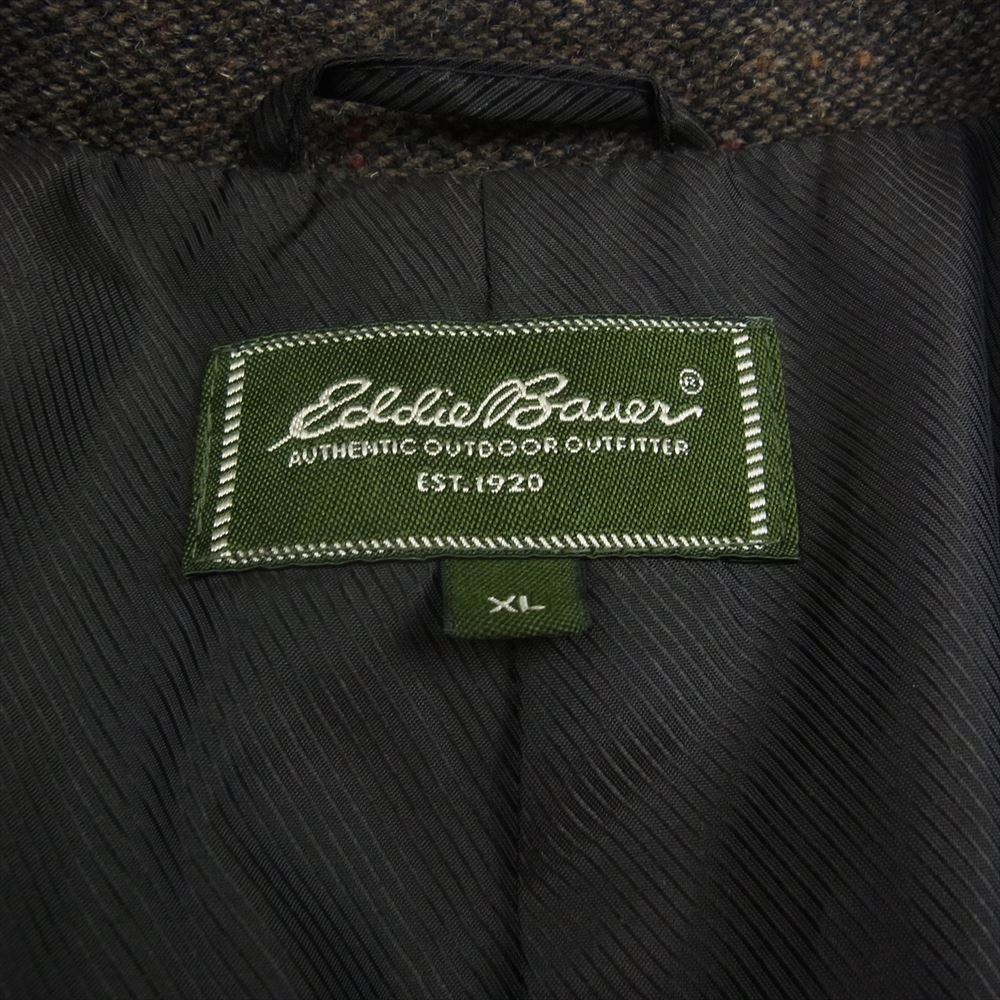 Eddie Bauer®
AUTHENTIC OUTDOOR OUTFITTER
EST. 1920
XL